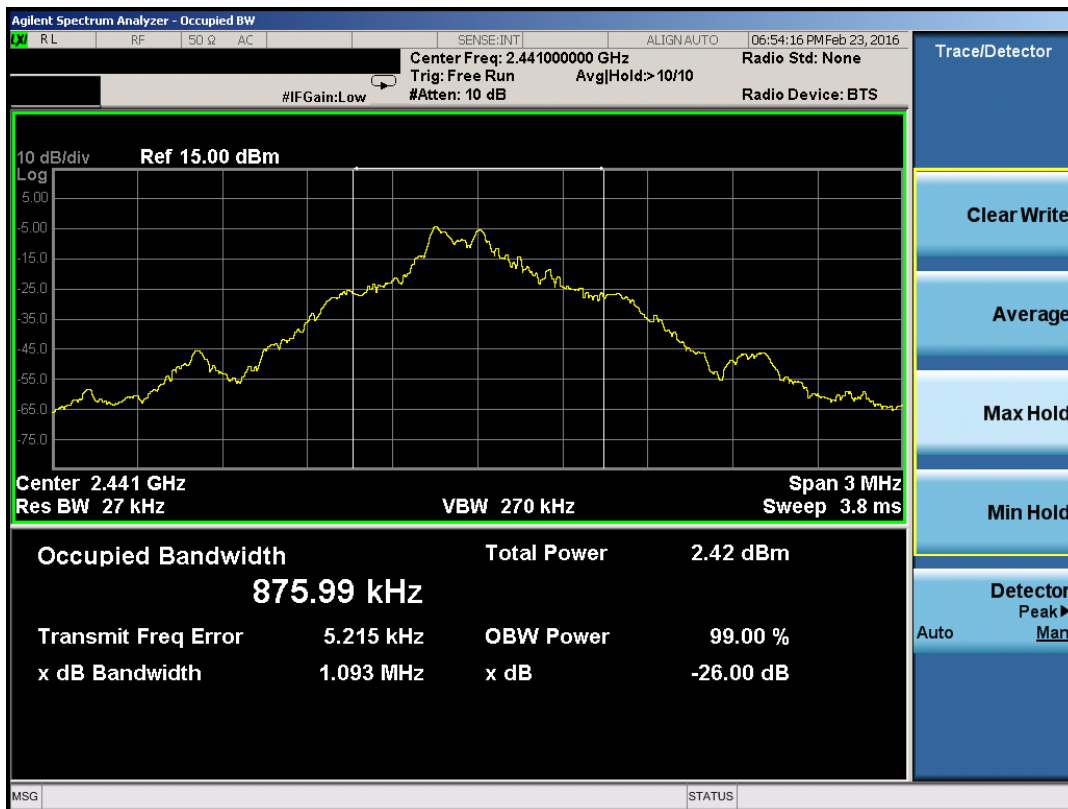 Agilent Spectrum Analyzer - Occupied BW
LXI RL RF 50 Ω AC SENSE:INT ALIGN AUTO 06:54:16 PM Feb 23, 2016
Center Freq: 2.441000000 GHz Radio Std: None
Trig: Free Run Avg|Hold:>10/10
#IFGain:Low #Atten: 10 dB Radio Device: BTS
10 dB/div Ref 15.00 dBm
Log
5.00
-5.00
-15.0
-25.0
-35.0
-45.0
-55.0
-65.0
-75.0
Center 2.441 GHz Span 3 MHz
Res BW 27 kHz VBW 270 kHz Sweep 3.8 ms
Occupied Bandwidth Total Power 2.42 dBm
875.99 kHz
Transmit Freq Error 5.215 kHz OBW Power 99.00 %
x dB Bandwidth 1.093 MHz x dB -26.00 dB
MSG STATUS
Trace/Detector
Clear Write
Average
Max Hold
Min Hold
Detector
Peak▶
Auto Man